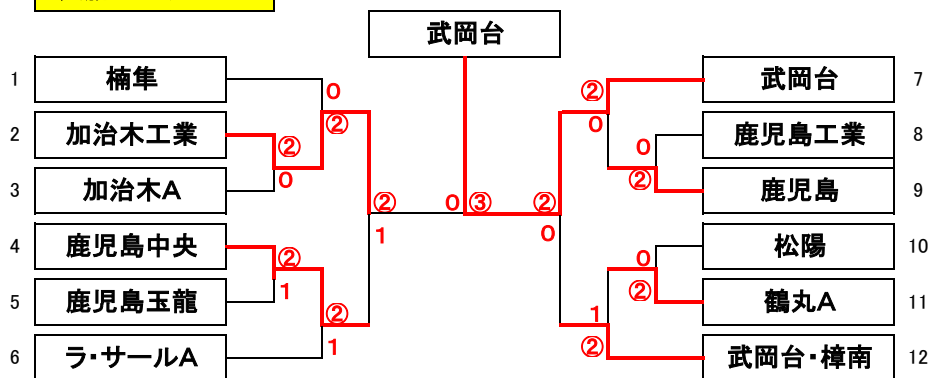 武岡台
1 楠隼
2 加治木工業
3 加治木A
4 鹿児島中央
5 鹿児島玉龍
6 ラ・サールA
0
②
②
0
②
1
②
1
②
1
0 ③
②
0
②
0
0
②
0
②
1
②
武岡台 7
鹿児島工業 8
鹿児島 9
松陽 10
鶴丸A 11
武岡台・樟南 12